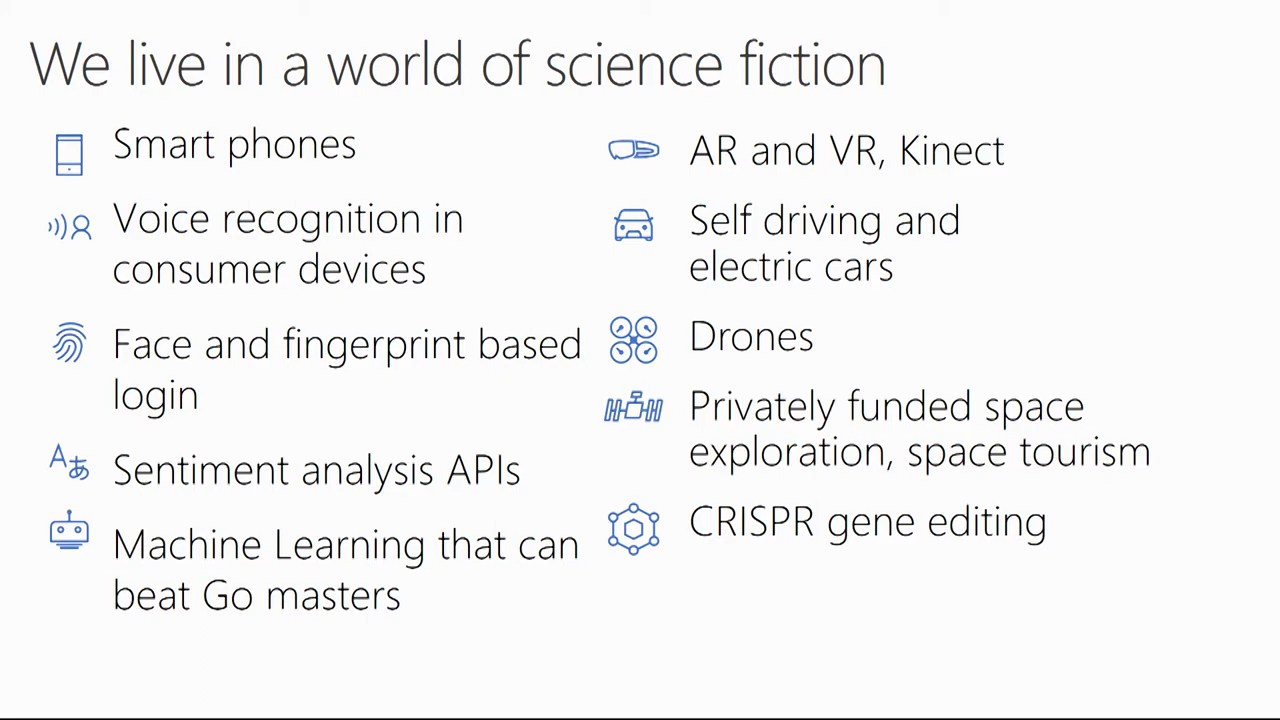 We live in a world of science fiction
Smart phones
Voice recognition in
consumer devices
Face and fingerprint based
login
Sentiment analysis APIs
Machine Learning that can
beat Go masters
AR and VR, Kinect
Self driving and
electric cars
Drones
Privately funded space
exploration, space tourism
CRISPR gene editing